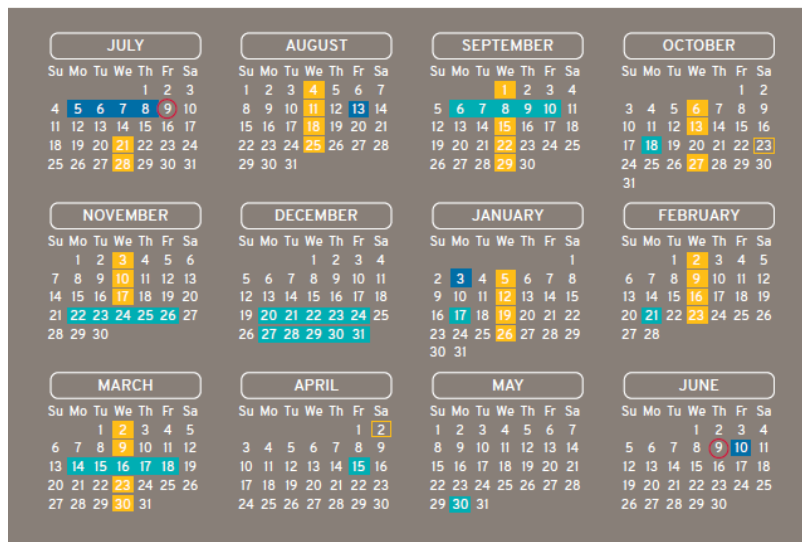 JULY
Su Mo Tu We Th Fr Sa
1 2 3
4 5 6 7 8 9 10
11 12 13 14 15 16 17
18 19 20 21 22 23 24
25 26 27 28 29 30 31
AUGUST
Su Mo Tu We Th Fr Sa
1 2 3 4 5 6 7
8 9 10 11 12 13 14
15 16 17 18 19 20 21
22 23 24 25 26 27 28
29 30 31
SEPTEMBER
Su Mo Tu We Th Fr Sa
1 2 3 4
5 6 7 8 9 10 11
12 13 14 15 16 17 18
19 20 21 22 23 24 25
26 27 28 29 30
OCTOBER
Su Mo Tu We Th Fr Sa
1 2
3 4 5 6 7 8 9
10 11 12 13 14 15 16
17 18 19 20 21 22 23
24 25 26 27 28 29 30
31
NOVEMBER
Su Mo Tu We Th Fr Sa
1 2 3 4 5 6
7 8 9 10 11 12 13
14 15 16 17 18 19 20
21 22 23 24 25 26 27
28 29 30
DECEMBER
Su Mo Tu We Th Fr Sa
1 2 3 4
5 6 7 8 9 10 11
12 13 14 15 16 17 18
19 20 21 22 23 24 25
26 27 28 29 30 31
JANUARY
Su Mo Tu We Th Fr Sa
1
2 3 4 5 6 7 8
9 10 11 12 13 14 15
16 17 18 19 20 21 22
23 24 25 26 27 28 29
30 31
FEBRUARY
Su Mo Tu We Th Fr Sa
1 2 3 4 5
6 7 8 9 10 11 12
13 14 15 16 17 18 19
20 21 22 23 24 25 26
27 28
MARCH
Su Mo Tu We Th Fr Sa
1 2 3 4 5
6 7 8 9 10 11 12
13 14 15 16 17 18 19
20 21 22 23 24 25 26
27 28 29 30 31
APRIL
Su Mo Tu We Th Fr Sa
1 2
3 4 5 6 7 8 9
10 11 12 13 14 15 16
17 18 19 20 21 22 23
24 25 26 27 28 29 30
MAY
Su Mo Tu We Th Fr Sa
1 2 3 4 5 6 7
8 9 10 11 12 13 14
15 16 17 18 19 20 21
22 23 24 25 26 27 28
29 30 31
JUNE
Su Mo Tu We Th Fr Sa
1 2 3 4
5 6 7 8 9 10 11
12 13 14 15 16 17 18
19 20 21 22 23 24 25
26 27 28 29 30